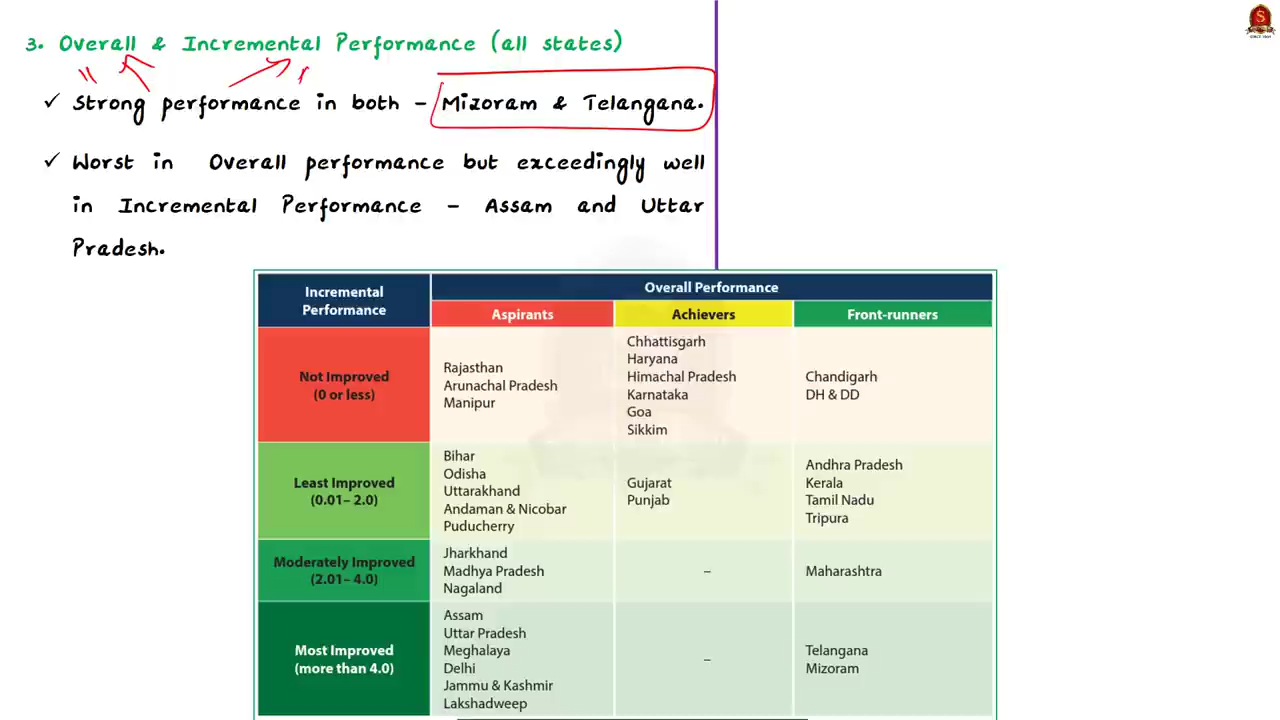 3. Overall & Incremental Performance (all states)
✓ Strong performance in both – Mizoram & Telangana.
✓ Worst in Overall performance but exceedingly well
in Incremental Performance – Assam and Uttar
Pradesh.
S
SINCE 1984
Incremental
Performance
Overall Performance
Aspirants
Achievers
Front-runners
Not Improved
(0 or less)
Rajasthan
Arunachal Pradesh
Manipur
Chhattisgarh
Haryana
Himachal Pradesh
Karnataka
Goa
Sikkim
Chandigarh
DH & DD
Least Improved
(0.01– 2.0)
Bihar
Odisha
Uttarakhand
Andaman & Nicobar
Puducherry
Gujarat
Punjab
Andhra Pradesh
Kerala
Tamil Nadu
Tripura
Moderately Improved
(2.01– 4.0)
Jharkhand
Madhya Pradesh
Nagaland
–
Maharashtra
Most Improved
(more than 4.0)
Assam
Uttar Pradesh
Meghalaya
Delhi
Jammu & Kashmir
Lakshadweep
–
Telangana
Mizoram